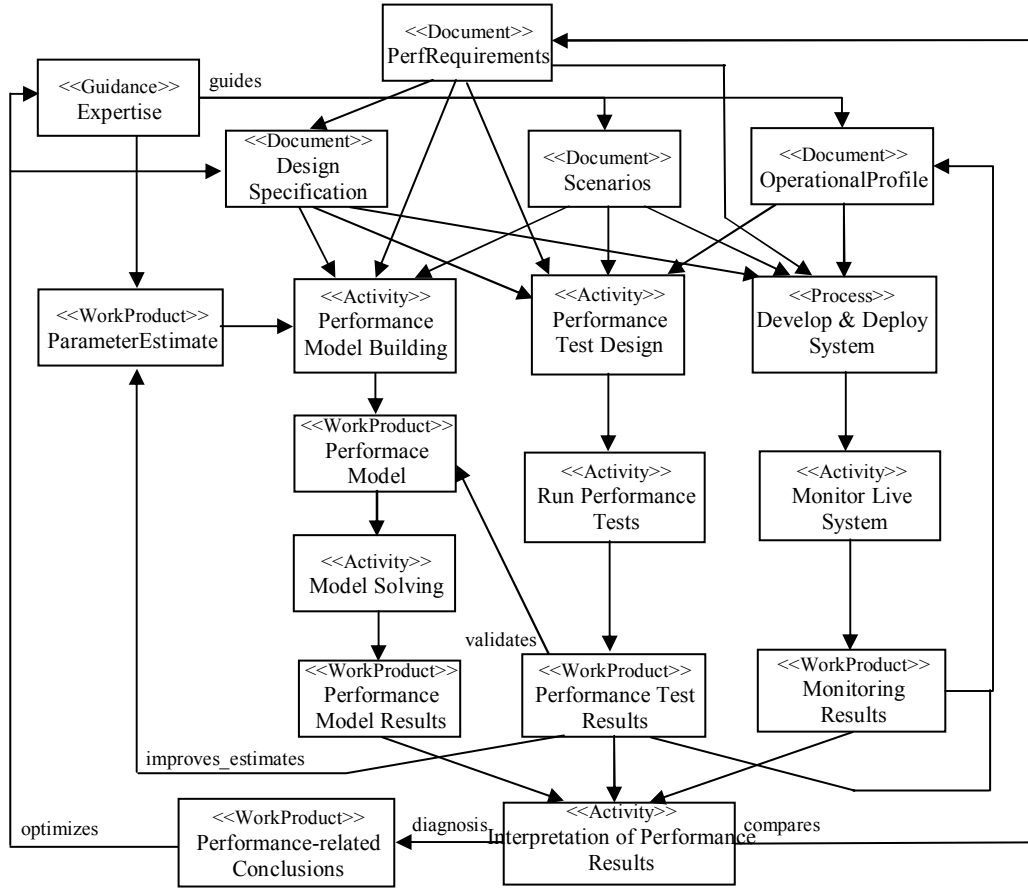 <<Document>>
PerfRequirements
<<Guidance>>
Expertise
guides
<<Document>>
Design
Specification
<<Document>>
Scenarios
<<Document>>
OperationalProfile
<<WorkProduct>>
ParameterEstimate
<<Activity>>
Performance
Model Building
<<Activity>>
Performance
Test Design
<<Process>>
Develop & Deploy
System
<<WorkProduct>>
Performace
Model
<<Activity>>
Run Performance
Tests
<<Activity>>
Monitor Live
System
<<Activity>>
Model Solving
validates
<<WorkProduct>>
Performance
Model Results
<<WorkProduct>>
Performance Test
Results
<<WorkProduct>>
Monitoring
Results
improves_estimates
optimizes
<<WorkProduct>>
Performance-related
Conclusions
diagnosis
<<Activity>>
Interpretation of Performance
Results
compares